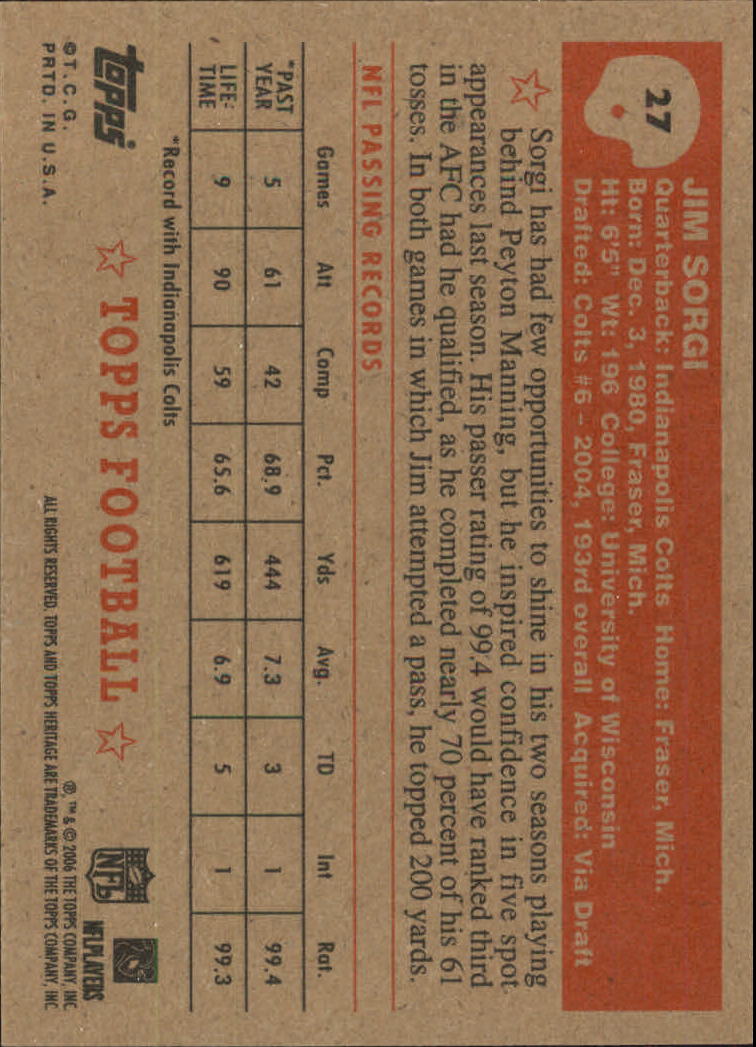 27
JIM SORGI
Quarterback: Indianapolis Colts Home: Fraser, Mich.
Born: Dec. 3, 1980, Fraser, Mich.
Ht: 6'5" Wt: 196 College: University of Wisconsin
Drafted: Colts #6 – 2004, 193rd overall Acquired: Via Draft
Sorgi has had few opportunities to shine in his two seasons playing
behind Peyton Manning, but he inspired confidence in five spot
appearances last season. His passer rating of 99.4 would have ranked third
in the AFC had he qualified, as he completed nearly 70 percent of his 61
tosses. In both games in which Jim attempted a pass, he topped 200 yards.
NFL PASSING RECORDS
Games Att Comp Pct. Yds Avg. TD Int Rat.
*PAST YEAR 5 61 42 68.9 444 7.3 3 1 99.4
LIFE-TIME 9 90 59 65.6 619 6.9 5 1 99.3
*Record with Indianapolis Colts
topps
©T.C.G.
PRTD. IN U.S.A.
TOPPS FOOTBALL
NFL
NFLPLAYERS
®, ™ & © 2006 THE TOPPS COMPANY, INC
ALL RIGHTS RESERVED. TOPPS AND TOPPS HERITAGE ARE TRADEMARKS OF THE TOPPS COMPANY, INC